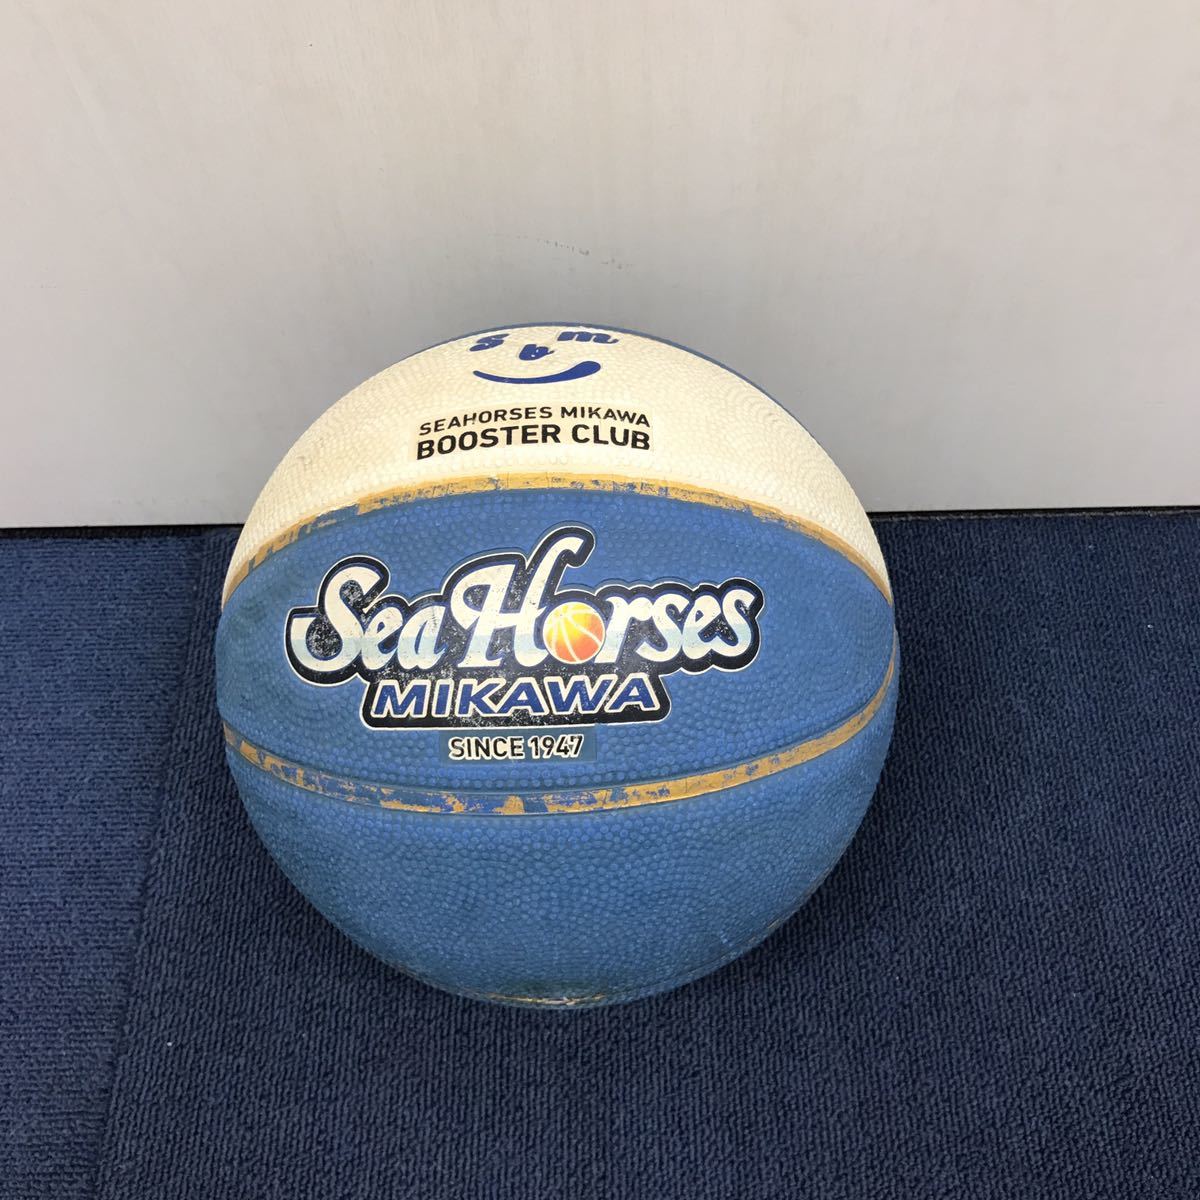 s b m
SEAHORSES MIKAWA
BOOSTER CLUB
SeaHorses
MIKAWA
SINCE 1947